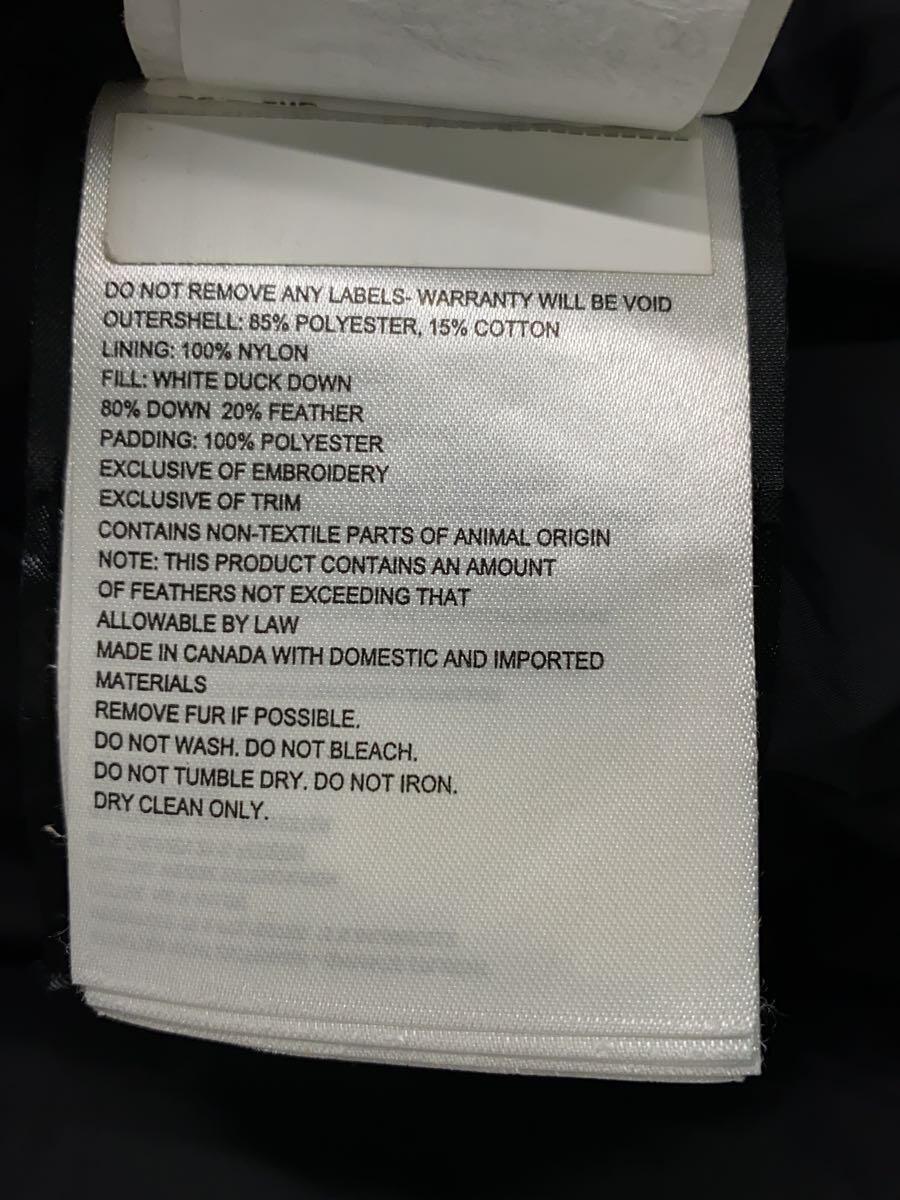 DO NOT REMOVE ANY LABELS- WARRANTY WILL BE VOID
OUTERSHELL: 85% POLYESTER, 15% COTTON
LINING: 100% NYLON
FILL: WHITE DUCK DOWN
80% DOWN 20% FEATHER
PADDING: 100% POLYESTER
EXCLUSIVE OF EMBROIDERY
EXCLUSIVE OF TRIM
CONTAINS NON-TEXTILE PARTS OF ANIMAL ORIGIN
NOTE: THIS PRODUCT CONTAINS AN AMOUNT
OF FEATHERS NOT EXCEEDING THAT
ALLOWABLE BY LAW
MADE IN CANADA WITH DOMESTIC AND IMPORTED
MATERIALS
REMOVE FUR IF POSSIBLE.
DO NOT WASH. DO NOT BLEACH.
DO NOT TUMBLE DRY. DO NOT IRON.
DRY CLEAN ONLY.